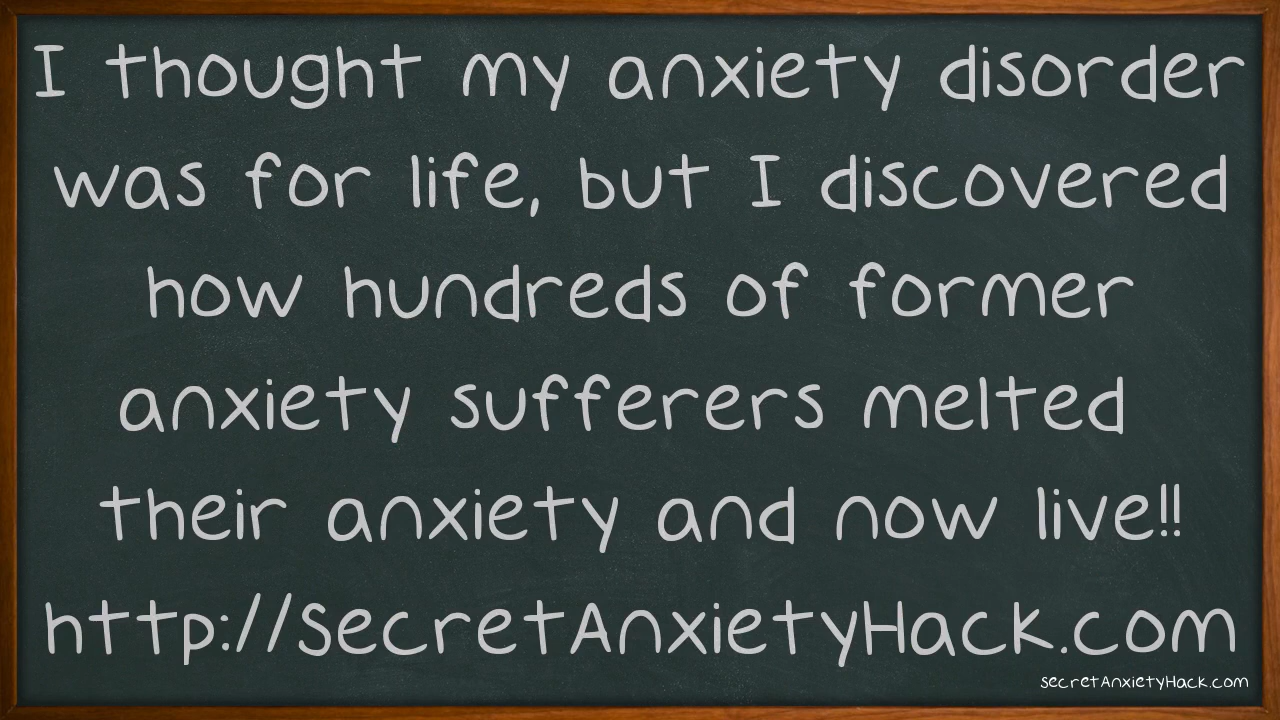 I thought my anxiety disorder
was for life, but I discovered
how hundreds of former
anxiety sufferers melted
their anxiety and now live!!
http://SecretAnxietyHack.com
SecretAnxietyHack.com